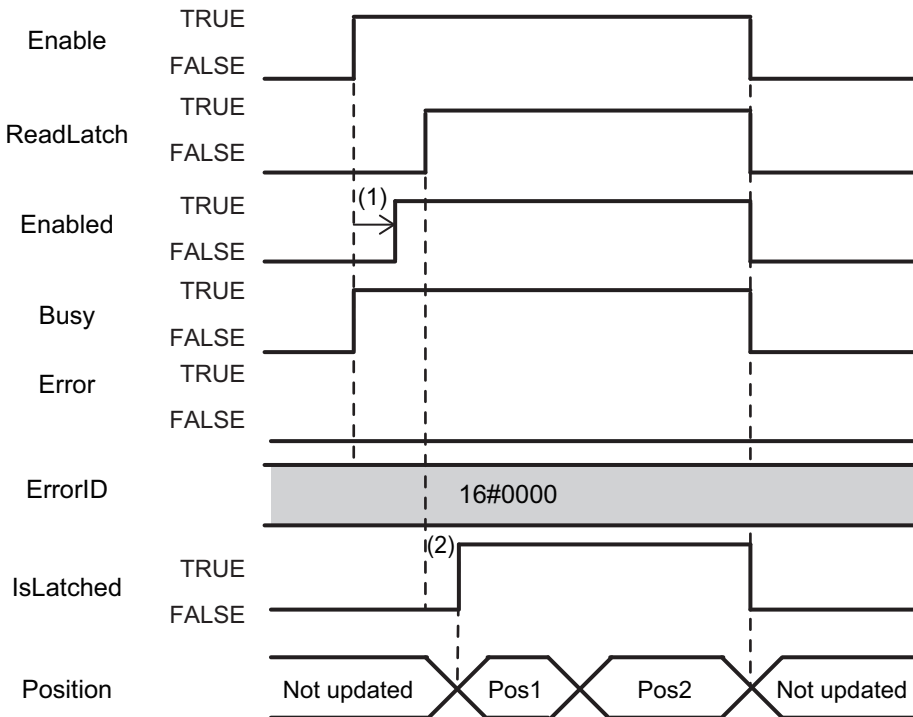 Enable
TRUE
FALSE
ReadLatch
TRUE
FALSE
Enabled
TRUE
(1)
FALSE
Busy
TRUE
FALSE
Error
TRUE
FALSE
ErrorID
16#0000
IsLatched
(2)
TRUE
FALSE
Position
Not updated
Pos1
Pos2
Not updated